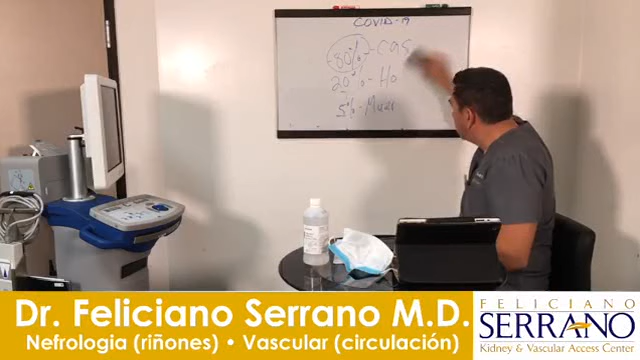 COVID-19
80% - Cas
20% - Ho
5% - Muer
Dr. Feliciano Serrano M.D.
Nefrologia (riñones) • Vascular (circulación)
FELICIANO
SERRANO
Kidney & Vascular Access Center